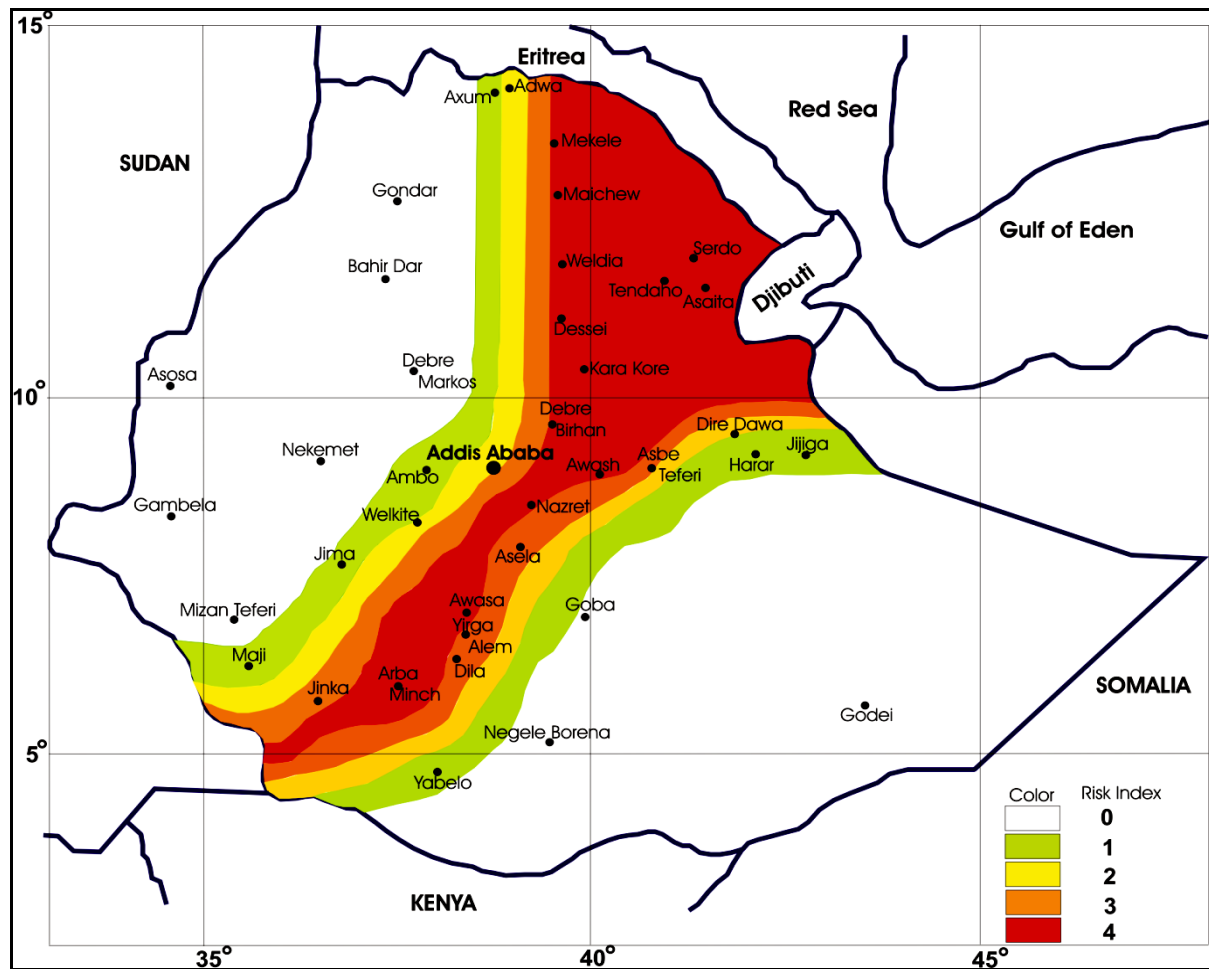 15°
Eritrea
Axum
Adwa
Red Sea
Mekele
SUDAN
Gondar
Maichew
Gulf of Eden
Serdo
Bahir Dar
Weldia
Tendaho
Asaita
Djibuti
Dessei
Debre
Markos
Kara Kore
Asosa
10°
Debre
Birhan
Dire Dawa
Addis Ababa
Nekemet
Ambo
Awash
Asbe
Teferi
Harar
Jijiga
Gambela
Welkite
Nazret
Jima
Asela
Mizan Teferi
Awasa
Goba
Yirga
Alem
Maji
Dila
Arba
Minch
Jinka
SOMALIA
Godei
Negele Borena
5°
Yabelo
Color Risk Index
0
1
2
3
4
KENYA
35° 40° 45°